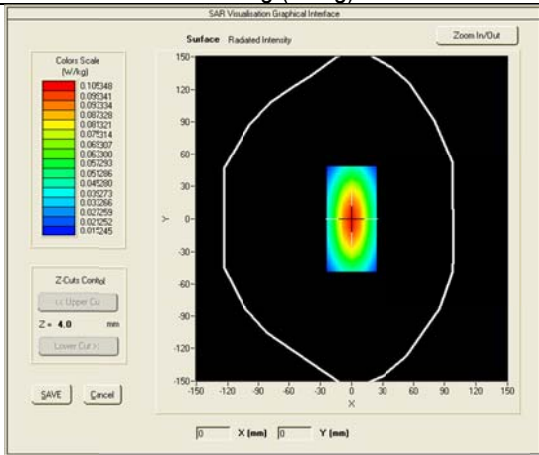 SAR Visualisation Graphical Interface
Surface Radiated Intensity
Zoom In/Out
Colors Scale
(W/kg)
0.105348
0.099341
0.093334
0.087328
0.081321
0.075314
0.069307
0.063300
0.057293
0.051286
0.045280
0.039273
0.033266
0.027259
0.021252
0.015245
150
120
90
60
30
0
-30
-60
-90
-120
-150
Y
-150 -120 -90 -60 -30 0 30 60 90 120 150
X
Z-Cuts Control
<< Upper Cu
Z = 4.0 mm
Lower Cut >
SAVE Cancel
0 X (mm) 0 Y (mm)